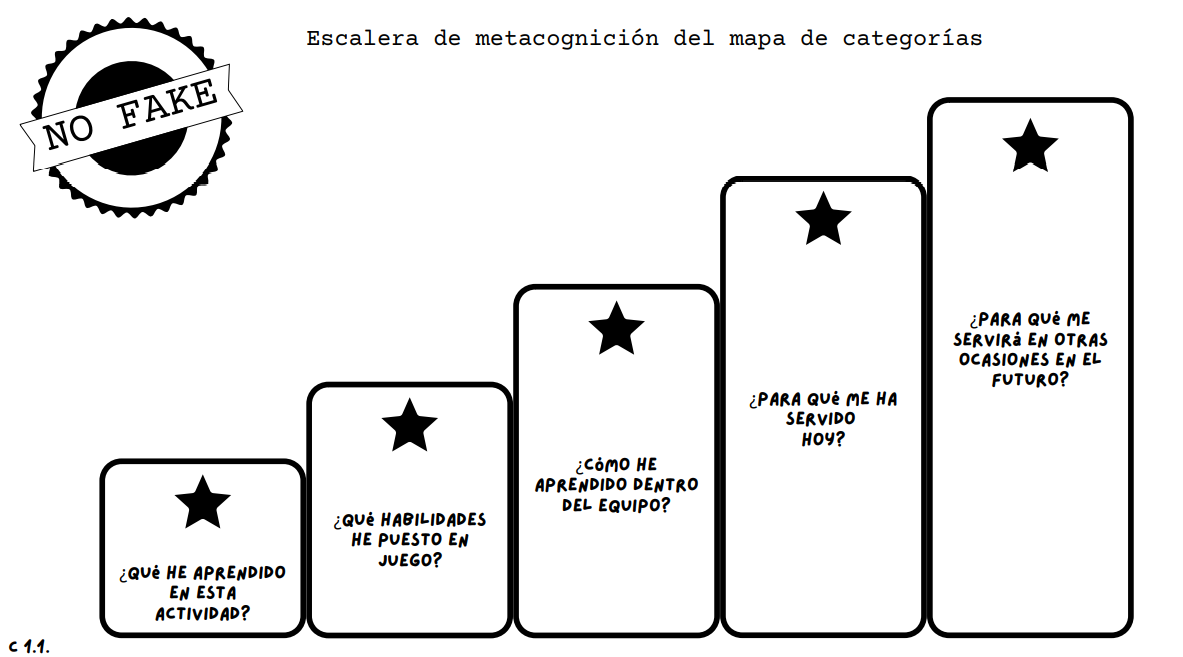 Escalera de metacognición del mapa de categorías
NO FAKE
¿QUÉ HE APRENDIDO
EN ESTA
ACTIVIDAD?
¿QUÉ HABILIDADES
HE PUESTO EN
JUEGO?
¿CÓMO HE
APRENDIDO DENTRO
DEL EQUIPO?
¿PARA QUÉ ME HA
SERVIDO
HOY?
¿PARA QUÉ ME
SERVIRÁ EN OTRAS
OCASIONES EN EL
FUTURO?
C 1.1.